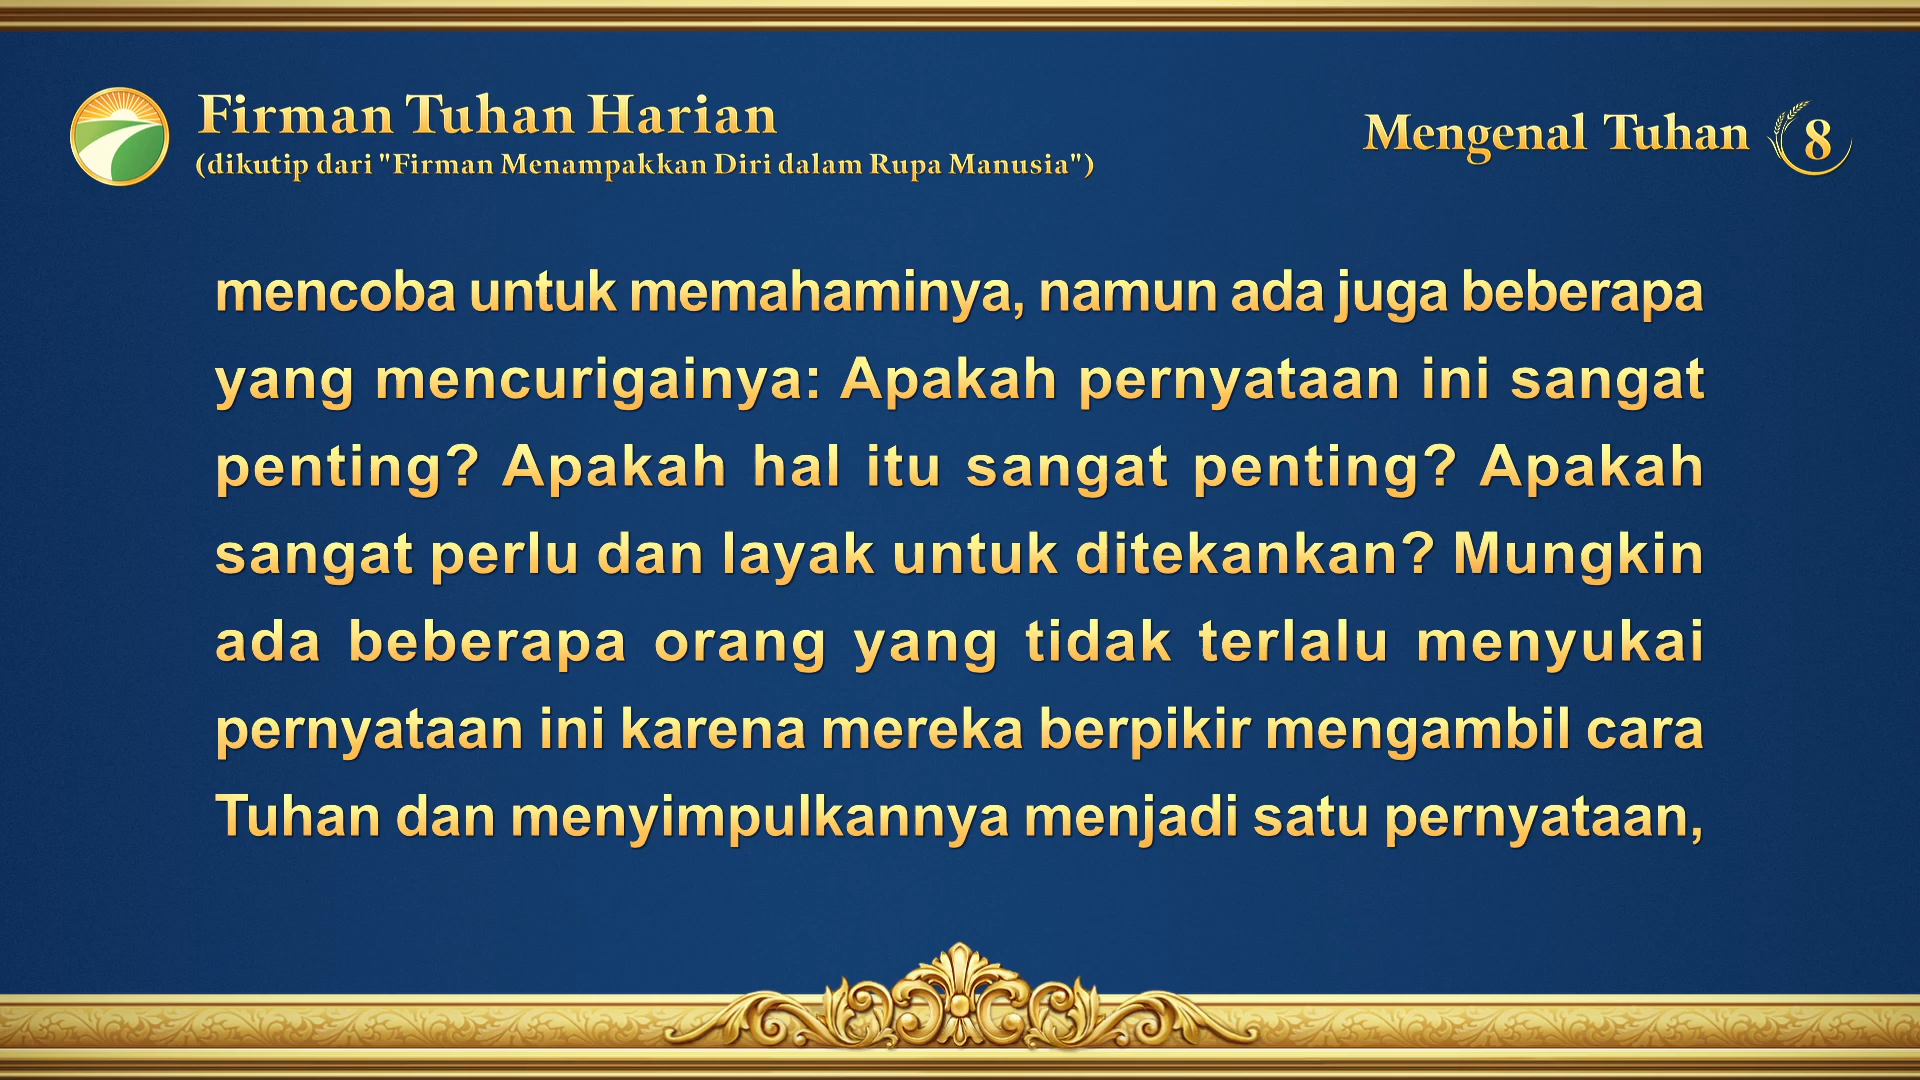 Firman Tuhan Harian
(dikutip dari "Firman Menampakkan Diri dalam Rupa Manusia")
Mengenal Tuhan 8
mencoba untuk memahaminya, namun ada juga beberapa
yang mencurigainya: Apakah pernyataan ini sangat
penting? Apakah hal itu sangat penting? Apakah
sangat perlu dan layak untuk ditekankan? Mungkin
ada beberapa orang yang tidak terlalu menyukai
pernyataan ini karena mereka berpikir mengambil cara
Tuhan dan menyimpulkannya menjadi satu pernyataan,